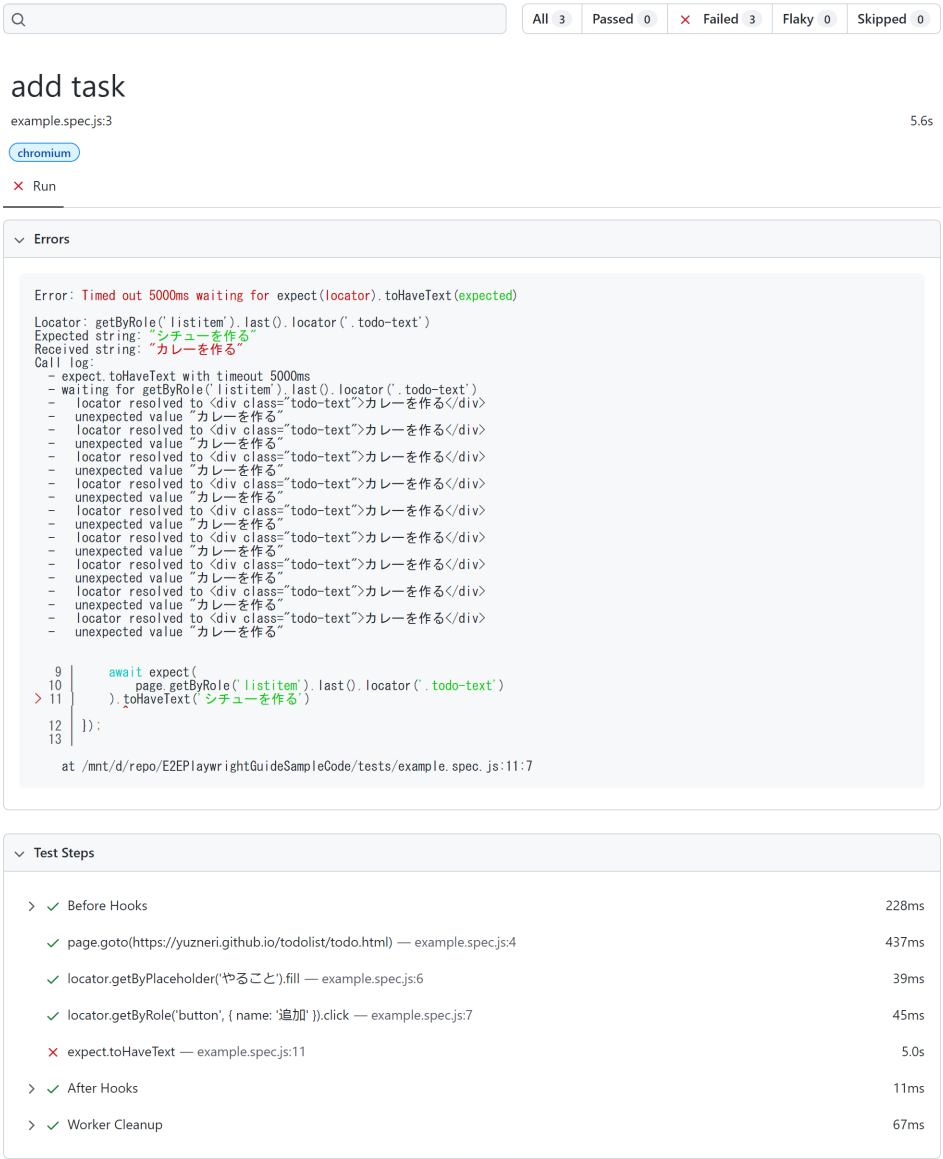 All 3 Passed 0 Failed 3 Flaky 0 Skipped 0
add task
example.spec.js:3 5.6s
chromium
Run
Errors
Error: Timed out 5000ms waiting for expect(locator).toHaveText(expected)
Locator: getByRole('listitem').last().locator('.todo-text')
Expected string: "シチューを作る"
Received string: "カレーを作る"
Call log:
- expect.toHaveText with timeout 5000ms
- waiting for getByRole('listitem').last().locator('.todo-text')
- locator resolved to <div class="todo-text">カレーを作る</div>
- unexpected value "カレーを作る"
- locator resolved to <div class="todo-text">カレーを作る</div>
- unexpected value "カレーを作る"
- locator resolved to <div class="todo-text">カレーを作る</div>
- unexpected value "カレーを作る"
- locator resolved to <div class="todo-text">カレーを作る</div>
- unexpected value "カレーを作る"
- locator resolved to <div class="todo-text">カレーを作る</div>
- unexpected value "カレーを作る"
- locator resolved to <div class="todo-text">カレーを作る</div>
- unexpected value "カレーを作る"
- locator resolved to <div class="todo-text">カレーを作る</div>
- unexpected value "カレーを作る"
- locator resolved to <div class="todo-text">カレーを作る</div>
- unexpected value "カレーを作る"
- locator resolved to <div class="todo-text">カレーを作る</div>
- unexpected value "カレーを作る"
9 | await expect(
10 | page.getByRole('listitem').last().locator('.todo-text')
> 11 | ).toHaveText('シチューを作る')
| ^
12 | });
13 |
at /mnt/d/repo/E2EPlaywrightGuideSampleCode/tests/example.spec.js:11:7
Test Steps
Before Hooks 228ms
page.goto(https://yuzneri.github.io/todolist/todo.html) — example.spec.js:4 437ms
locator.getByPlaceholder('やること').fill — example.spec.js:6 39ms
locator.getByRole('button', { name: '追加' }).click — example.spec.js:7 45ms
expect.toHaveText — example.spec.js:11 5.0s
After Hooks 11ms
Worker Cleanup 67ms